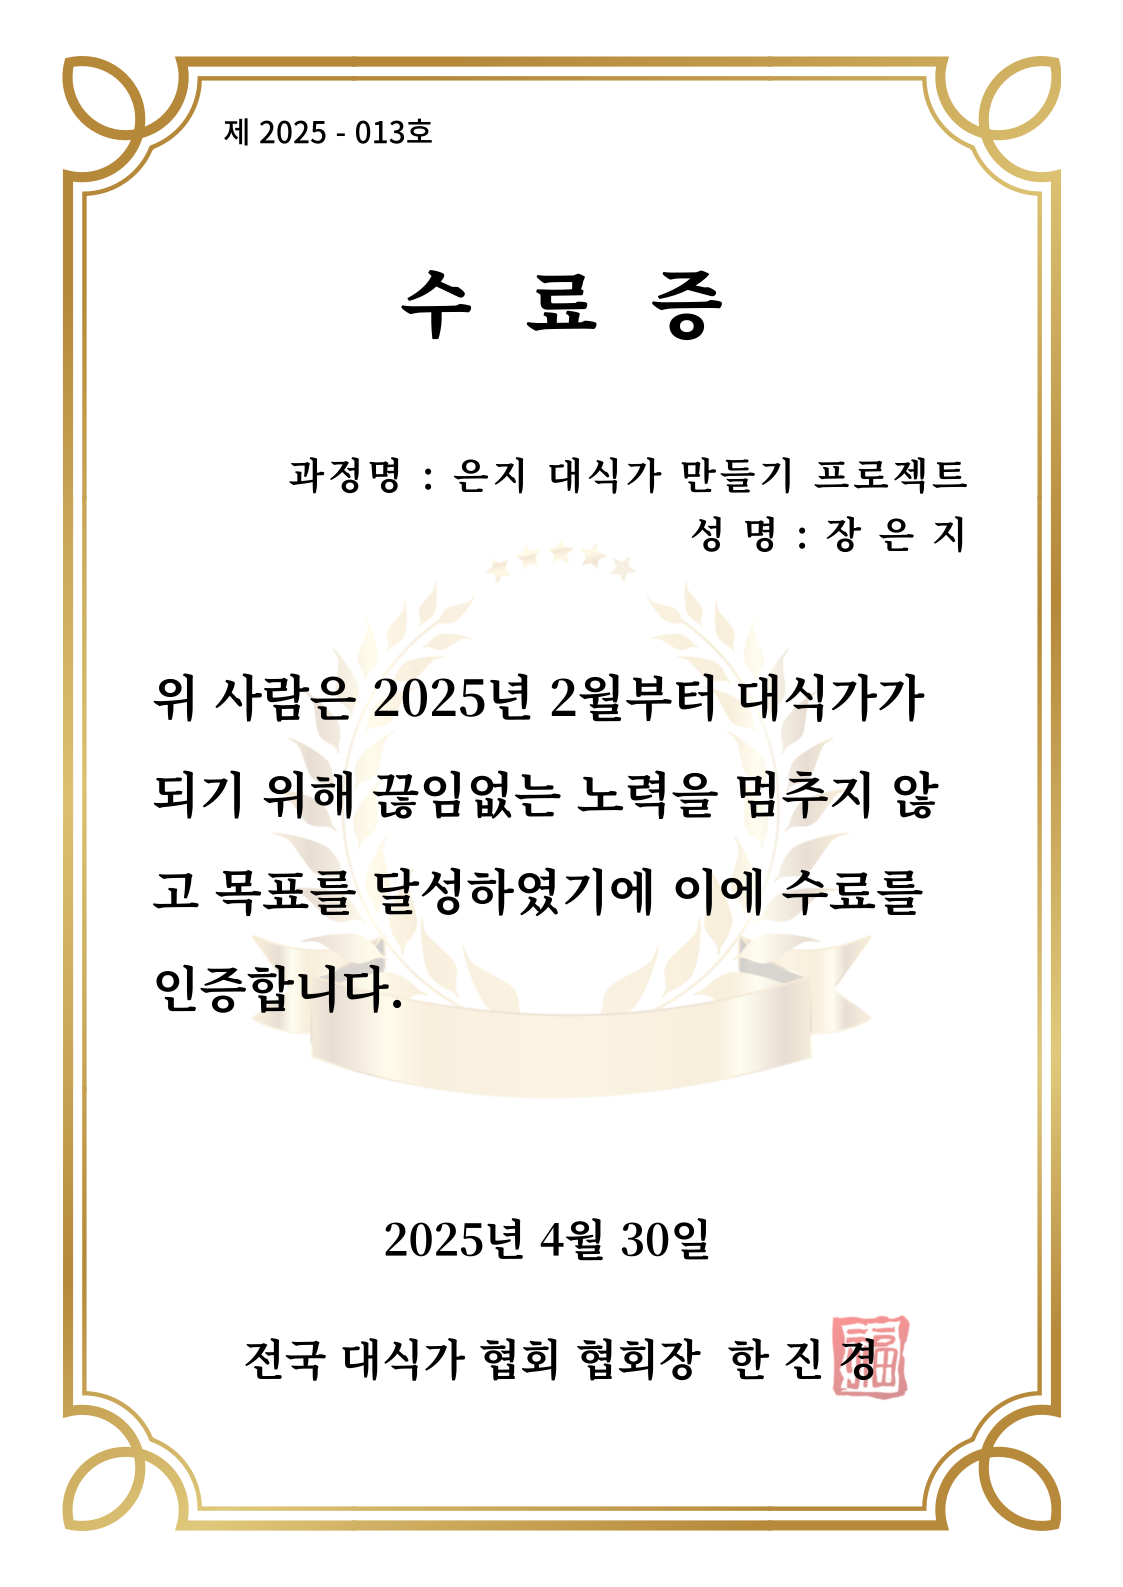 제 2025 - 013호
수 료 증
과정명 : 은지 대식가 만들기 프로젝트
성 명 : 장 은 지
위 사람은 2025년 2월부터 대식가가
되기 위해 끊임없는 노력을 멈추지 않
고 목표를 달성하였기에 이에 수료를
인증합니다.
2025년 4월 30일
전국 대식가 협회 협회장 한 진 경
福